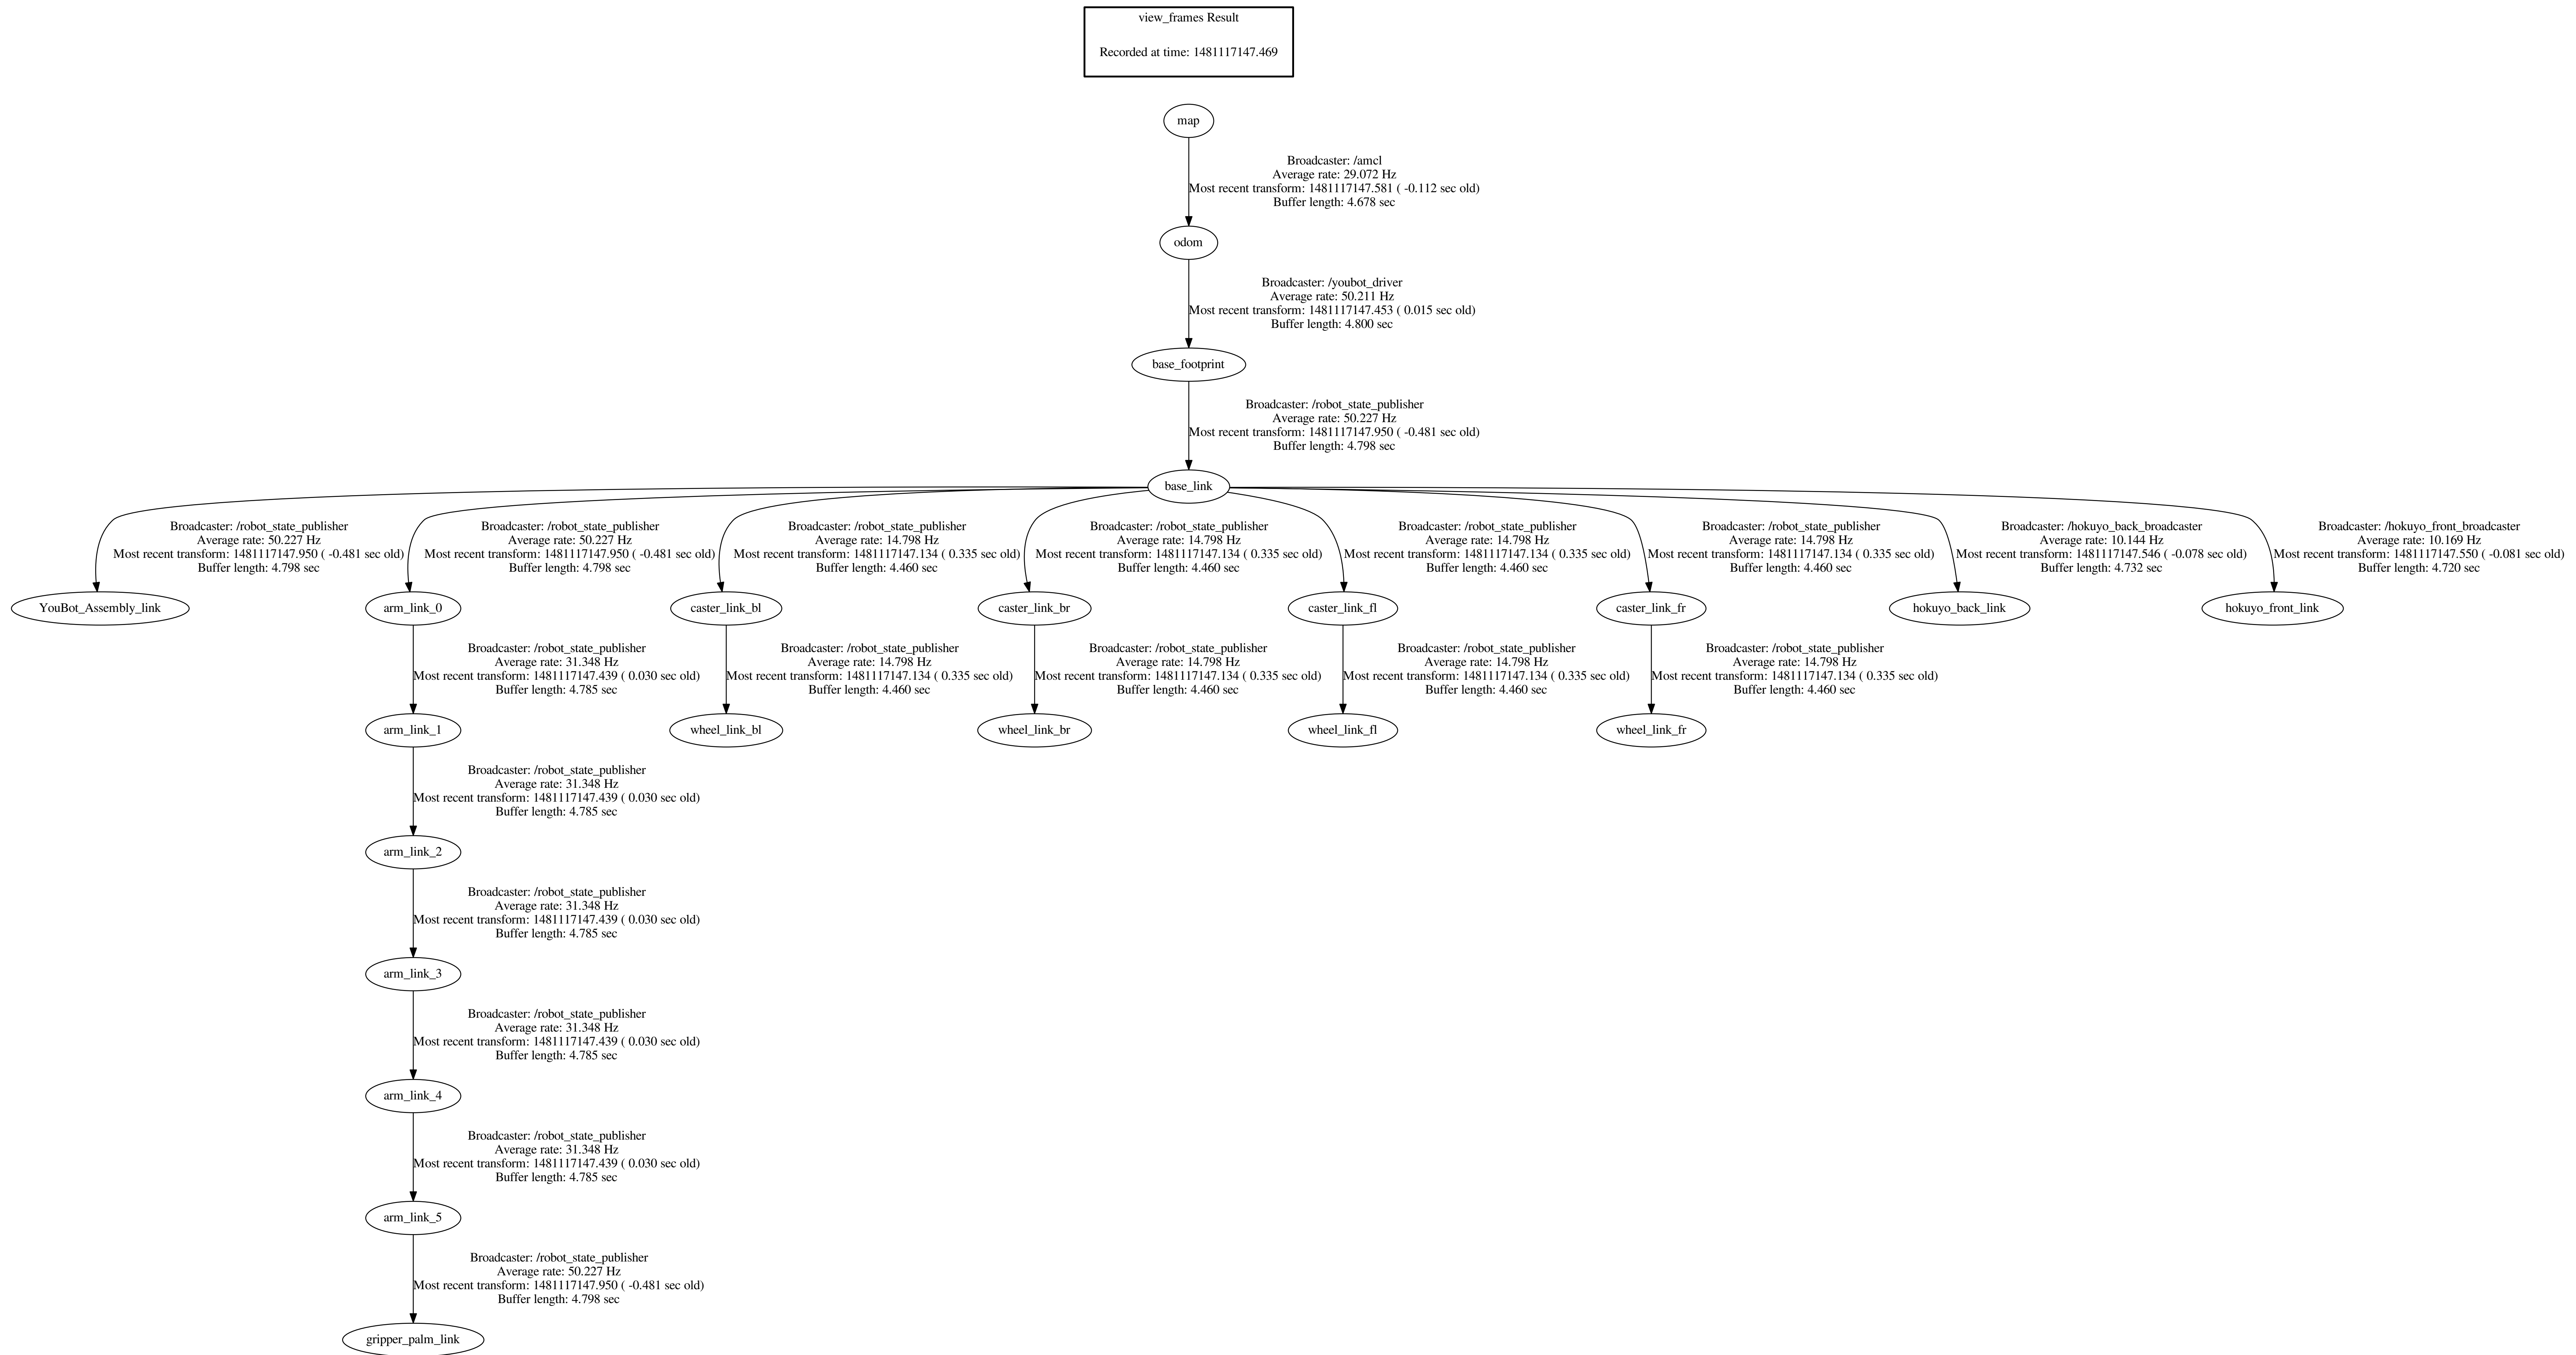 view_frames Result
Recorded at time: 1481117147.469
map
Broadcaster: /amcl
Average rate: 29.072 Hz
Most recent transform: 1481117147.581 ( -0.112 sec old)
Buffer length: 4.678 sec
odom
Broadcaster: /youbot_driver
Average rate: 50.211 Hz
Most recent transform: 1481117147.453 ( 0.015 sec old)
Buffer length: 4.800 sec
base_footprint
Broadcaster: /robot_state_publisher
Average rate: 50.227 Hz
Most recent transform: 1481117147.950 ( -0.481 sec old)
Buffer length: 4.798 sec
base_link
Broadcaster: /robot_state_publisher
Average rate: 50.227 Hz
Most recent transform: 1481117147.950 ( -0.481 sec old)
Buffer length: 4.798 sec
Broadcaster: /robot_state_publisher
Average rate: 50.227 Hz
Most recent transform: 1481117147.950 ( -0.481 sec old)
Buffer length: 4.798 sec
Broadcaster: /robot_state_publisher
Average rate: 14.798 Hz
Most recent transform: 1481117147.134 ( 0.335 sec old)
Buffer length: 4.460 sec
Broadcaster: /robot_state_publisher
Average rate: 14.798 Hz
Most recent transform: 1481117147.134 ( 0.335 sec old)
Buffer length: 4.460 sec
Broadcaster: /robot_state_publisher
Average rate: 14.798 Hz
Most recent transform: 1481117147.134 ( 0.335 sec old)
Buffer length: 4.460 sec
Broadcaster: /robot_state_publisher
Average rate: 14.798 Hz
Most recent transform: 1481117147.134 ( 0.335 sec old)
Buffer length: 4.460 sec
Broadcaster: /hokuyo_back_broadcaster
Average rate: 10.144 Hz
Most recent transform: 1481117147.546 ( -0.078 sec old)
Buffer length: 4.732 sec
Broadcaster: /hokuyo_front_broadcaster
Average rate: 10.169 Hz
Most recent transform: 1481117147.550 ( -0.081 sec old)
Buffer length: 4.720 sec
YouBot_Assembly_link
arm_link_0
caster_link_bl
caster_link_br
caster_link_fl
caster_link_fr
hokuyo_back_link
hokuyo_front_link
Broadcaster: /robot_state_publisher
Average rate: 31.348 Hz
Most recent transform: 1481117147.439 ( 0.030 sec old)
Buffer length: 4.785 sec
Broadcaster: /robot_state_publisher
Average rate: 14.798 Hz
Most recent transform: 1481117147.134 ( 0.335 sec old)
Buffer length: 4.460 sec
Broadcaster: /robot_state_publisher
Average rate: 14.798 Hz
Most recent transform: 1481117147.134 ( 0.335 sec old)
Buffer length: 4.460 sec
Broadcaster: /robot_state_publisher
Average rate: 14.798 Hz
Most recent transform: 1481117147.134 ( 0.335 sec old)
Buffer length: 4.460 sec
Broadcaster: /robot_state_publisher
Average rate: 14.798 Hz
Most recent transform: 1481117147.134 ( 0.335 sec old)
Buffer length: 4.460 sec
arm_link_1
wheel_link_bl
wheel_link_br
wheel_link_fl
wheel_link_fr
Broadcaster: /robot_state_publisher
Average rate: 31.348 Hz
Most recent transform: 1481117147.439 ( 0.030 sec old)
Buffer length: 4.785 sec
arm_link_2
Broadcaster: /robot_state_publisher
Average rate: 31.348 Hz
Most recent transform: 1481117147.439 ( 0.030 sec old)
Buffer length: 4.785 sec
arm_link_3
Broadcaster: /robot_state_publisher
Average rate: 31.348 Hz
Most recent transform: 1481117147.439 ( 0.030 sec old)
Buffer length: 4.785 sec
arm_link_4
Broadcaster: /robot_state_publisher
Average rate: 31.348 Hz
Most recent transform: 1481117147.439 ( 0.030 sec old)
Buffer length: 4.785 sec
arm_link_5
Broadcaster: /robot_state_publisher
Average rate: 50.227 Hz
Most recent transform: 1481117147.950 ( -0.481 sec old)
Buffer length: 4.798 sec
gripper_palm_link